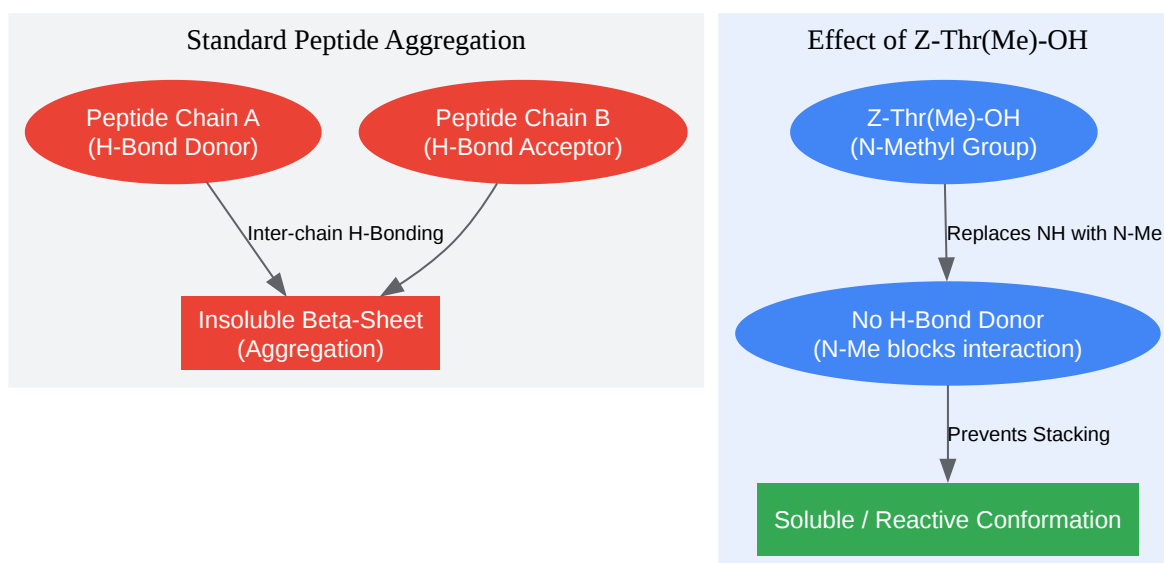 Standard Peptide Aggregation
Peptide Chain A
(H-Bond Donor)
Peptide Chain B
(H-Bond Acceptor)
Inter-chain H-Bonding
Insoluble Beta-Sheet
(Aggregation)
Effect of Z-Thr(Me)-OH
Z-Thr(Me)-OH
(N-Methyl Group)
Replaces NH with N-Me
No H-Bond Donor
(N-Me blocks interaction)
Prevents Stacking
Soluble / Reactive Conformation